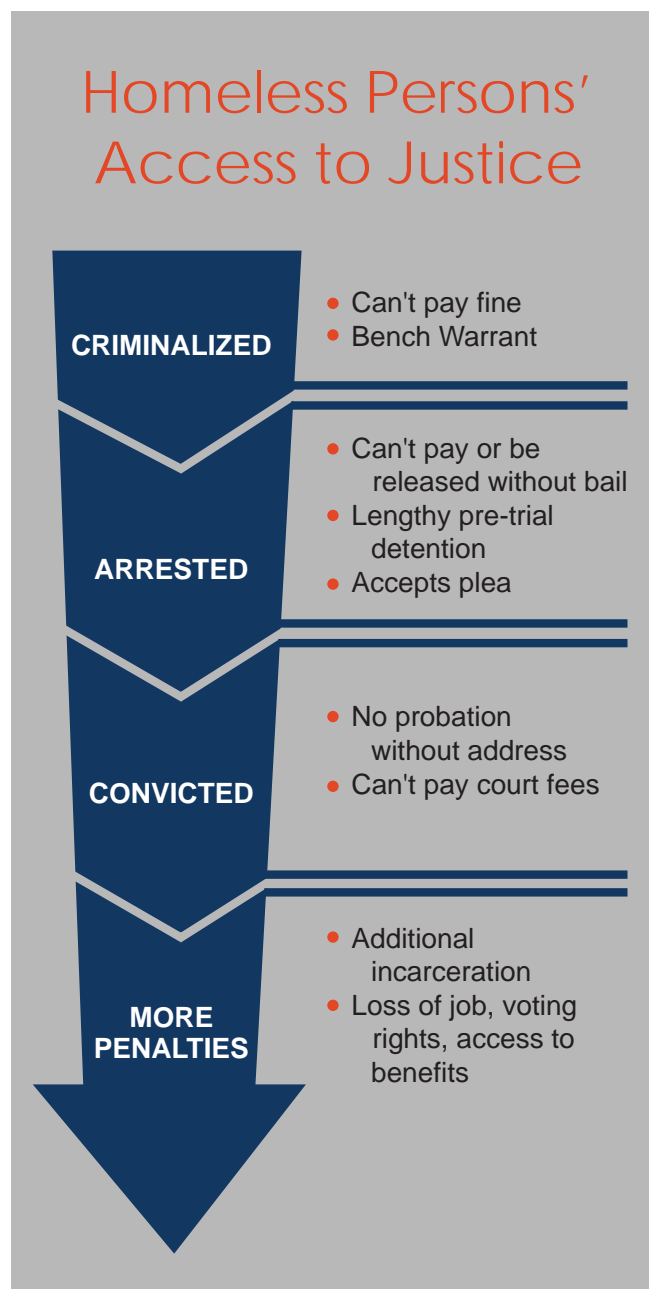 Homeless Persons’
Access to Justice
CRIMINALIZED
• Can't pay fine
• Bench Warrant
ARRESTED
• Can't pay or be
released without bail
• Lengthy pre-trial
detention
• Accepts plea
CONVICTED
• No probation
without address
• Can't pay court fees
MORE
PENALTIES
• Additional
incarceration
• Loss of job, voting
rights, access to
benefits